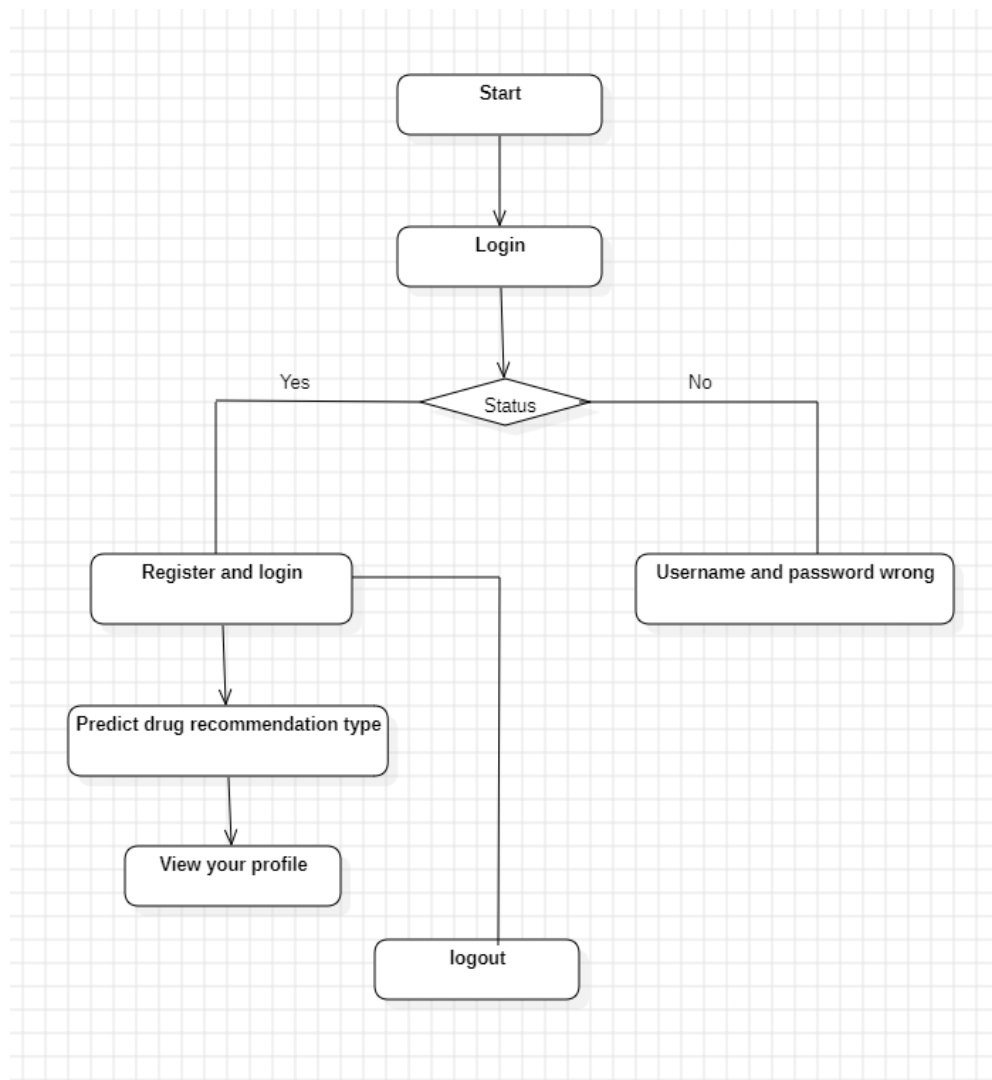 Start
Login
Yes
No
Status
Register and login
Username and password wrong
Predict drug recommendation type
View your profile
logout